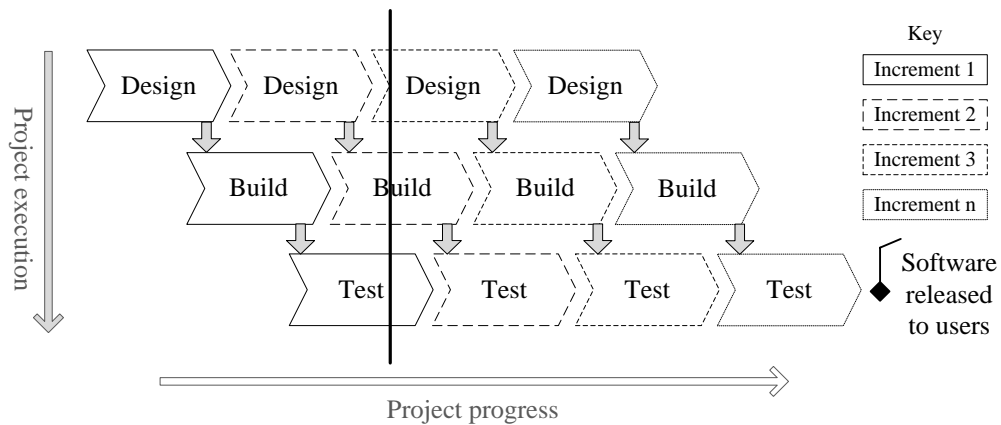 Key
Design
Design
Design
Design
Increment 1
Increment 2
Increment 3
Increment n
Build
Build
Build
Build
Test
Test
Test
Test
Software
released
to users
Project execution
Project progress